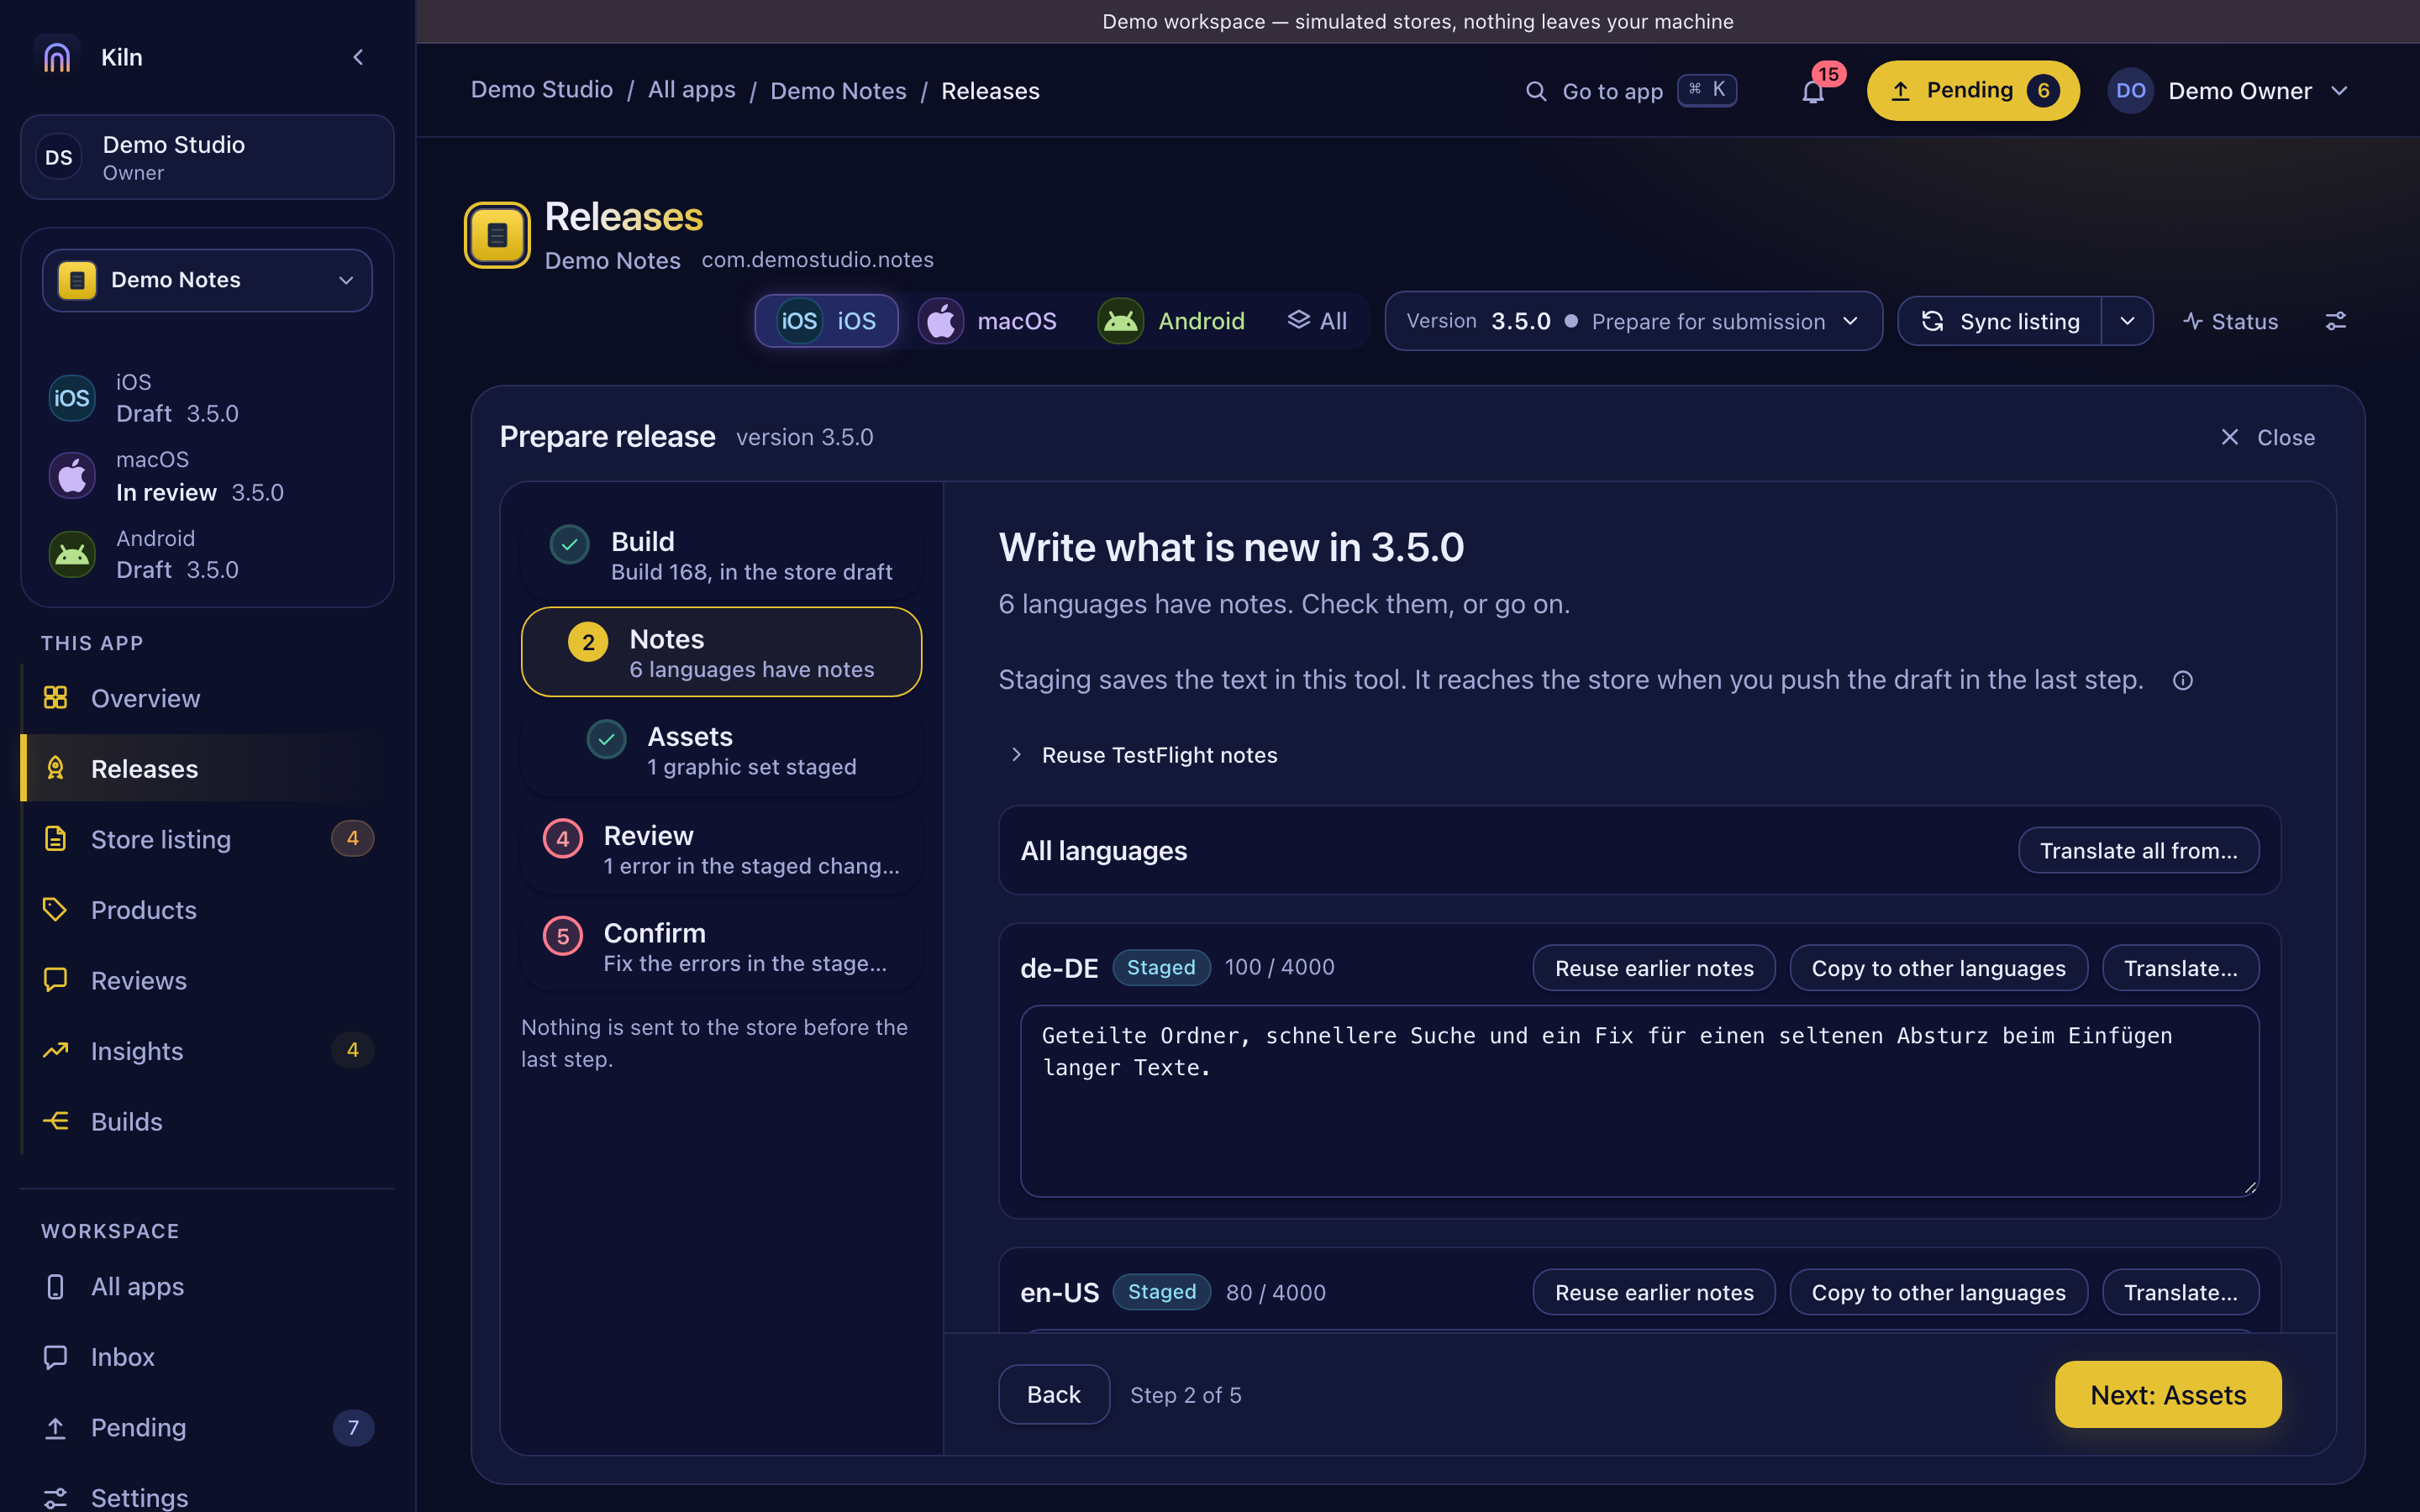 Demo workspace — simulated stores, nothing leaves your machine
Kiln
DS
Demo Studio
Owner
Demo Notes
iOS
iOS
Draft 3.5.0
macOS
In review 3.5.0
Android
Draft 3.5.0
THIS APP
Overview
Releases
Store listing 4
Products
Reviews
Insights 4
Builds
WORKSPACE
All apps
Inbox
Pending 7
Settings
Demo Studio / All apps / Demo Notes / Releases
Go to app ⌘ K
15
Pending 6
DO Demo Owner
Releases
Demo Notes com.demostudio.notes
iOS iOS macOS Android All
Version 3.5.0 Prepare for submission
Sync listing
Status
Prepare release version 3.5.0
Close
Build
Build 168, in the store draft
2 Notes
6 languages have notes
Assets
1 graphic set staged
4 Review
1 error in the staged chang...
5 Confirm
Fix the errors in the stage...
Nothing is sent to the store before the
last step.
Write what is new in 3.5.0
6 languages have notes. Check them, or go on.
Staging saves the text in this tool. It reaches the store when you push the draft in the last step.
Reuse TestFlight notes
All languages
Translate all from...
de-DE Staged 100 / 4000
Reuse earlier notes Copy to other languages Translate...
Geteilte Ordner, schnellere Suche und ein Fix für einen seltenen Absturz beim Einfügen
langer Texte.
en-US Staged 80 / 4000
Reuse earlier notes Copy to other languages Translate...
Back Step 2 of 5
Next: Assets